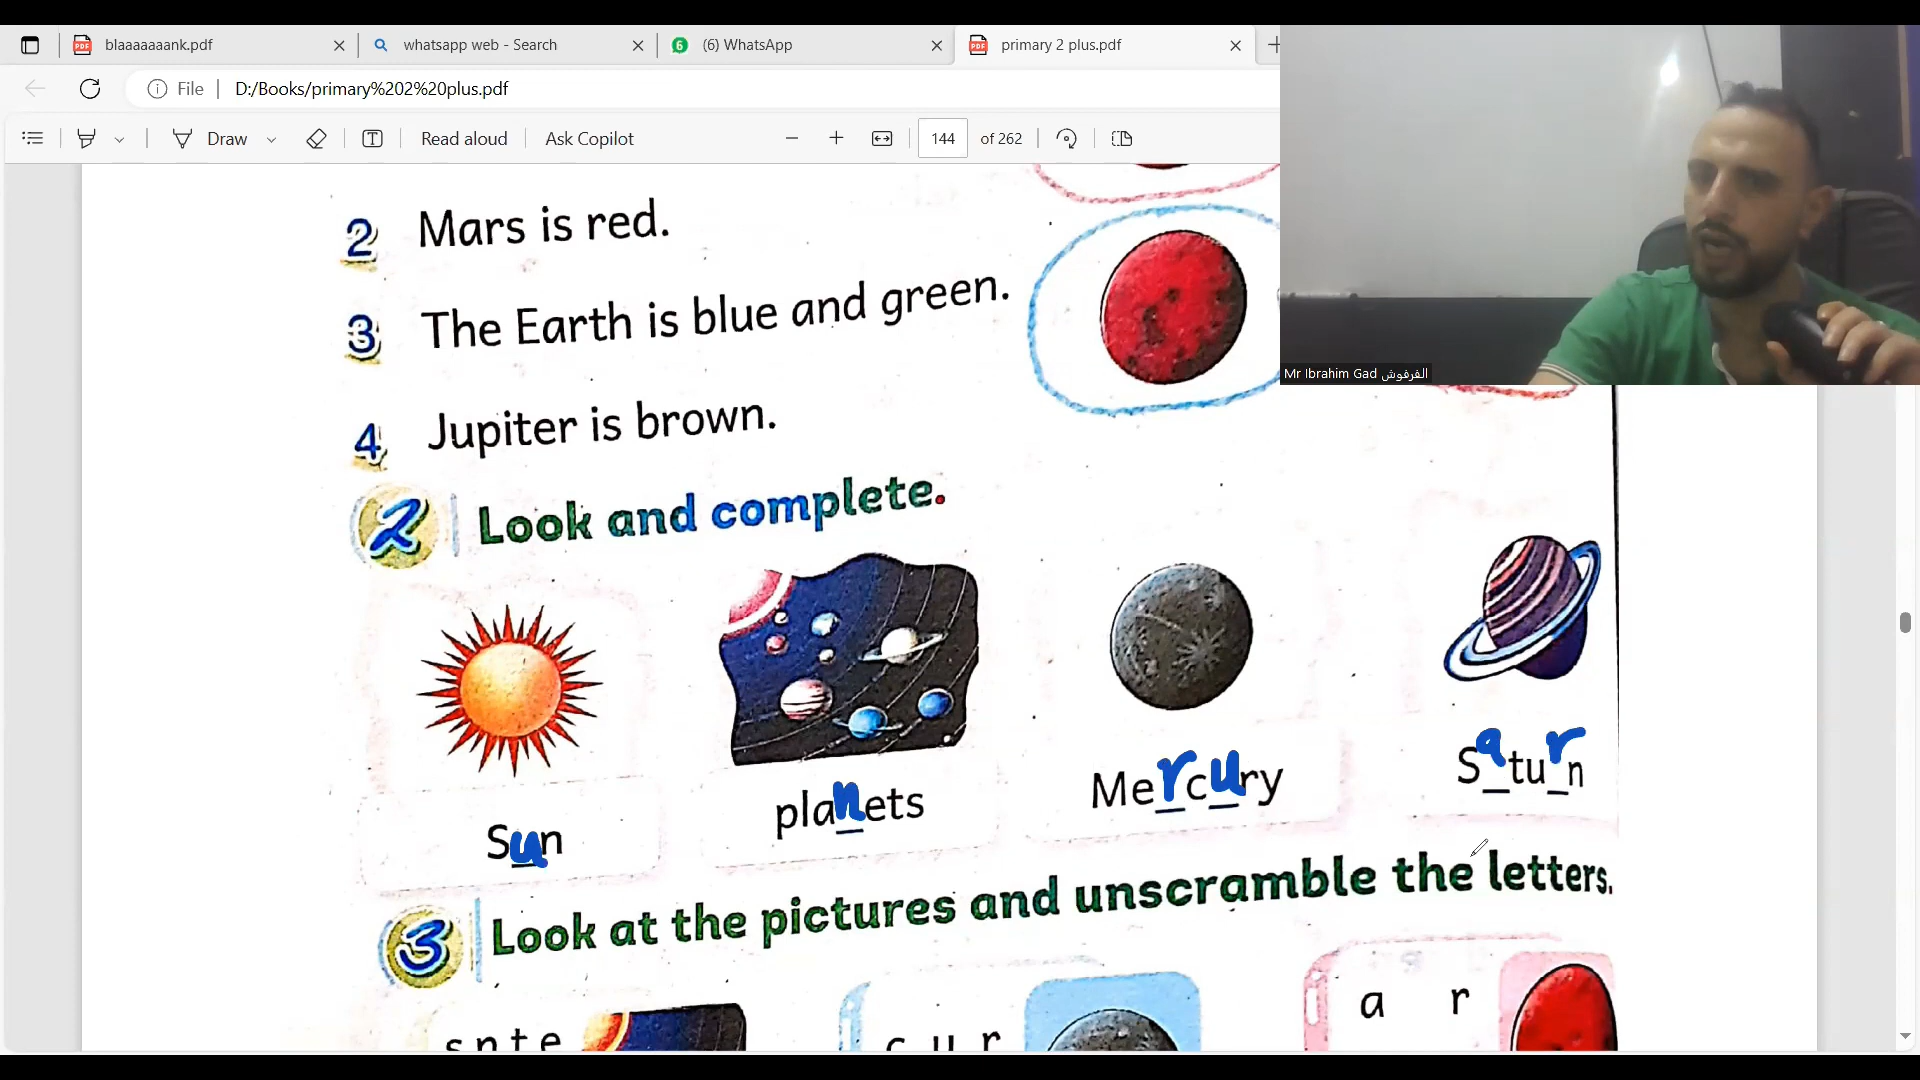 blaaaaaaank.pdf
whatsapp web - Search
6
(6) WhatsApp
primary 2 plus.pdf
File
D:/Books/primary%202%20plus.pdf
Draw
Read aloud
Ask Copilot
144
of 262
Mr Ibrahim Gad الفرفوش
2 Mars is red.
3 The Earth is blue and green.
4 Jupiter is brown.
2 Look and complete.
Sun
planets
Mercury
Saturn
3 Look at the pictures and unscramble the letters.
s n t e
c u r
a r